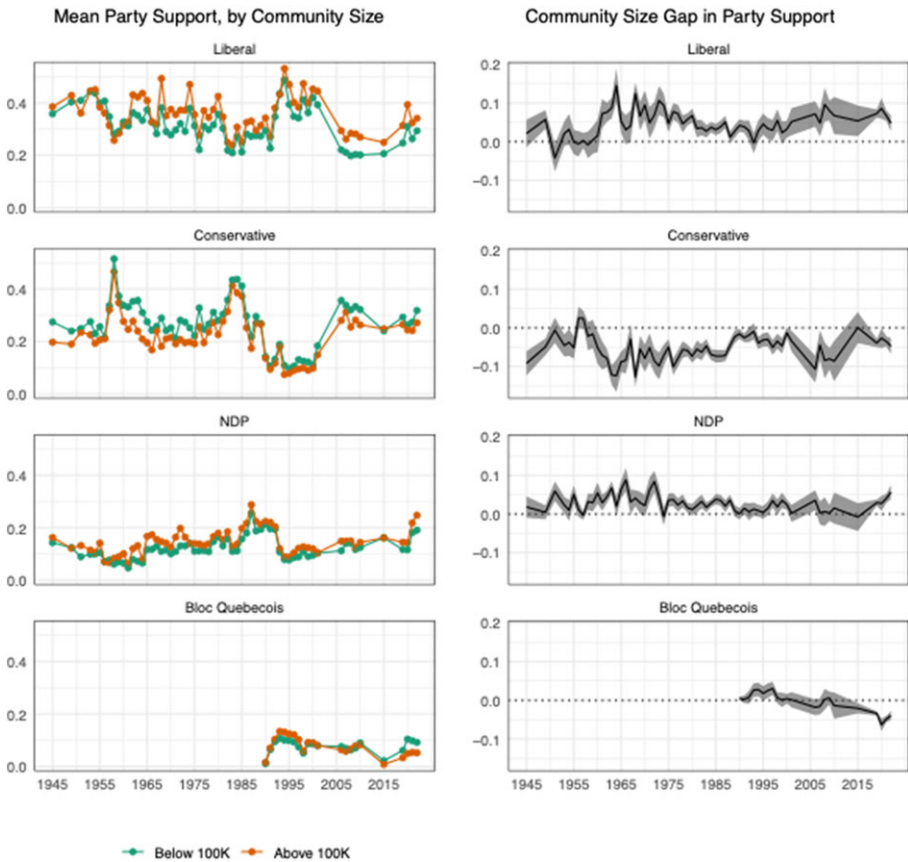 Mean Party Support, by Community Size
Community Size Gap in Party Support
Liberal
0.4
0.2
0.0
Liberal
0.2
0.1
0.0
−0.1
Conservative
0.4
0.2
0.0
Conservative
0.2
0.1
0.0
−0.1
NDP
0.4
0.2
0.0
NDP
0.2
0.1
0.0
−0.1
Bloc Quebecois
0.4
0.2
0.0
1945 1955 1965 1975 1985 1995 2005 2015
Bloc Quebecois
0.2
0.1
0.0
−0.1
1945 1955 1965 1975 1985 1995 2005 2015
Below 100K Above 100K